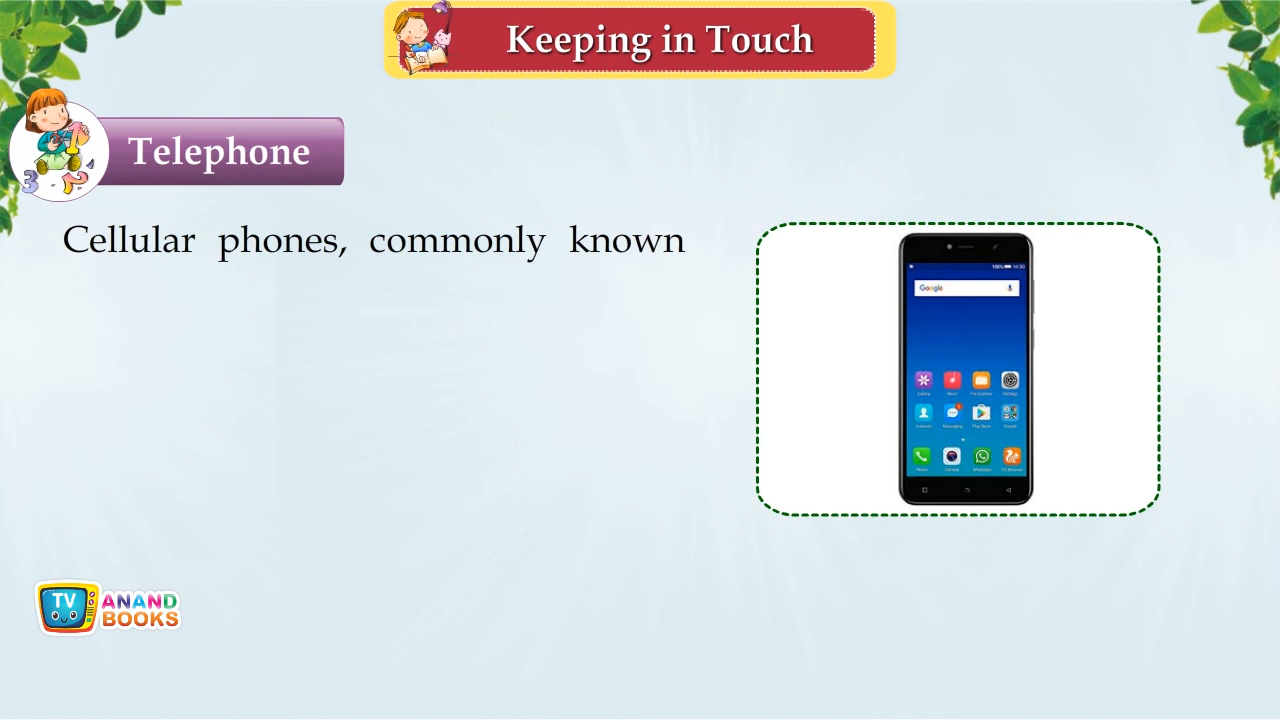 Keeping in Touch
Telephone
Cellular phones, commonly known
Google
TV
ANAND
BOOKS